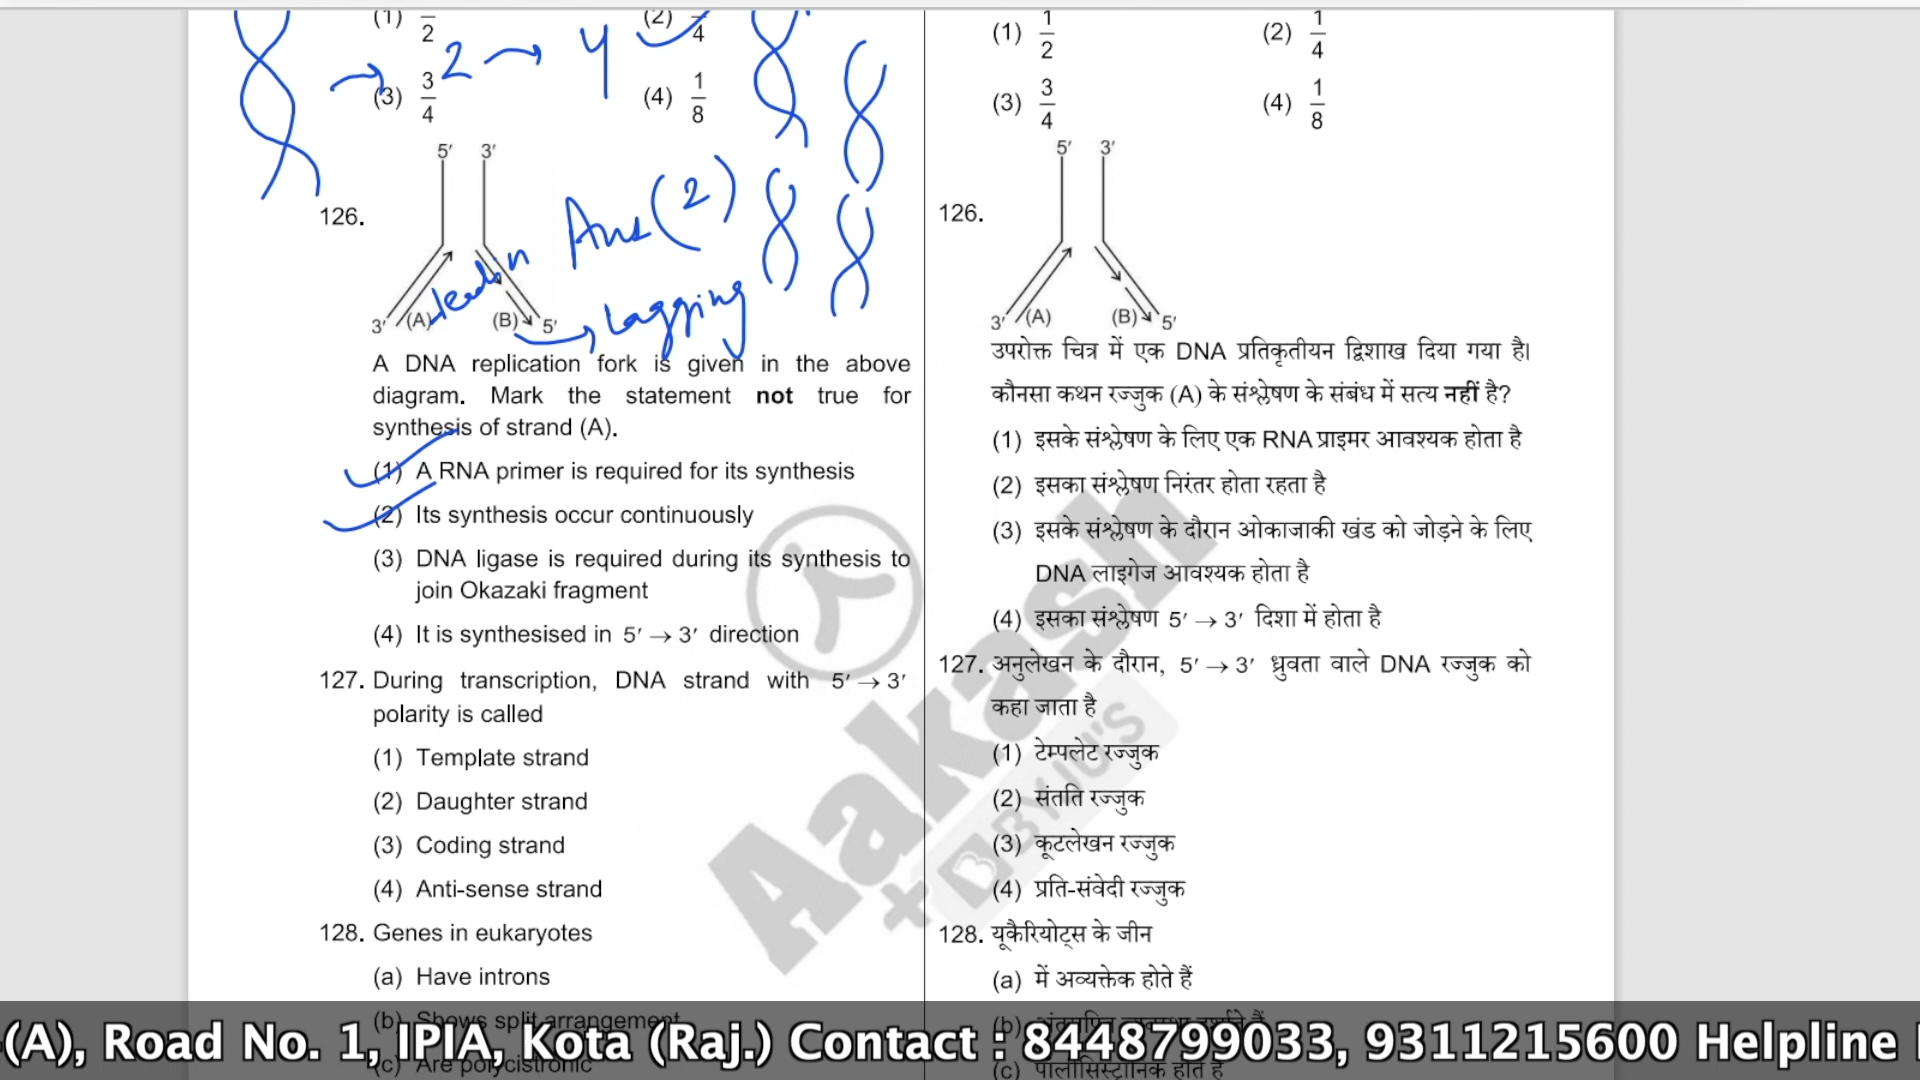 (1) 1/2 (2) 1/4
2 → 4
(3) 3/4 (4) 1/8
5′ 3′
126.
Ans (2)
leadin
Lagging
3′ (A) (B) 5′
A DNA replication fork is given in the above
diagram. Mark the statement not true for
synthesis of strand (A).
(1) A RNA primer is required for its synthesis
(2) Its synthesis occur continuously
(3) DNA ligase is required during its synthesis to
join Okazaki fragment
(4) It is synthesised in 5′ → 3′ direction
127. During transcription, DNA strand with 5′ → 3′
polarity is called
(1) Template strand
(2) Daughter strand
(3) Coding strand
(4) Anti-sense strand
128. Genes in eukaryotes
(a) Have introns
(b) Shows split arrangement
(c) Are polycistronic
(1) 1/2 (2) 1/4
(3) 3/4 (4) 1/8
5′ 3′
126.
3′ (A) (B) 5′
उपरोक्त चित्र में एक DNA प्रतिकृतीयन द्विशाख दिया गया है।
कौनसा कथन रज्जुक (A) के संश्लेषण के संबंध में सत्य नहीं है?
(1) इसके संश्लेषण के लिए एक RNA प्राइमर आवश्यक होता है
(2) इसका संश्लेषण निरंतर होता रहता है
(3) इसके संश्लेषण के दौरान ओकाजाकी खंड को जोड़ने के लिए
DNA लाइगेज आवश्यक होता है
(4) इसका संश्लेषण 5′ → 3′ दिशा में होता है
127. अनुलेखन के दौरान, 5′ → 3′ ध्रुवता वाले DNA रज्जुक को
कहा जाता है
(1) टेम्पलेट रज्जुक
(2) संतति रज्जुक
(3) कूटलेखन रज्जुक
(4) प्रति-संवेदी रज्जुक
128. यूकैरियोट्स के जीन
(a) में अव्यक्तेक होते हैं
(b)
(c) पॉलीसिस्ट्रॉनिक होते हैं
Aakash
+ BYJU'S
(A), Road No. 1, IPIA, Kota (Raj.) Contact : 8448799033, 9311215600 Helpline